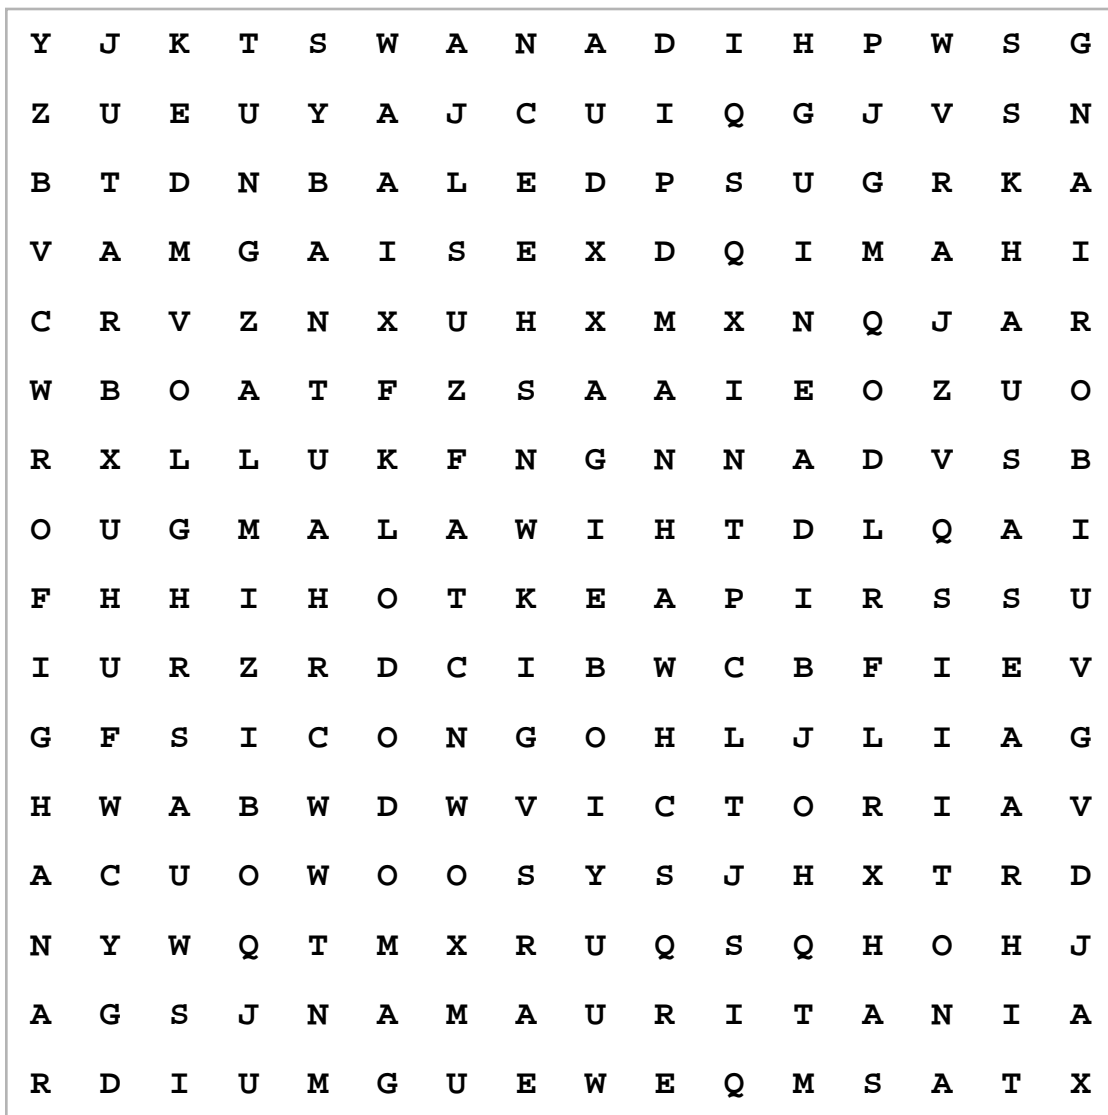 Y J K T S W A N A D I H P W S G
Z U E U Y A J C U I Q G J V S N
B T D N B A L E D P S U G R K A
V A M G A I S E X D Q I M A H I
C R V Z N X U H X M X N Q J A R
W B O A T F Z S A A I E O Z U O
R X L L U K F N G N N A D V S B
O U G M A L A W I H T D L Q A I
F H H I H O T K E A P I R S S U
I U R Z R D C I B W C B F I E V
G F S I C O N G O H L J L I A G
H W A B W D W V I C T O R I A V
A C U O W O O S Y S J H X T R D
N Y W Q T M X R U Q S Q H O H J
A G S J N A M A U R I T A N I A
R D I U M G U E W E Q M S A T X